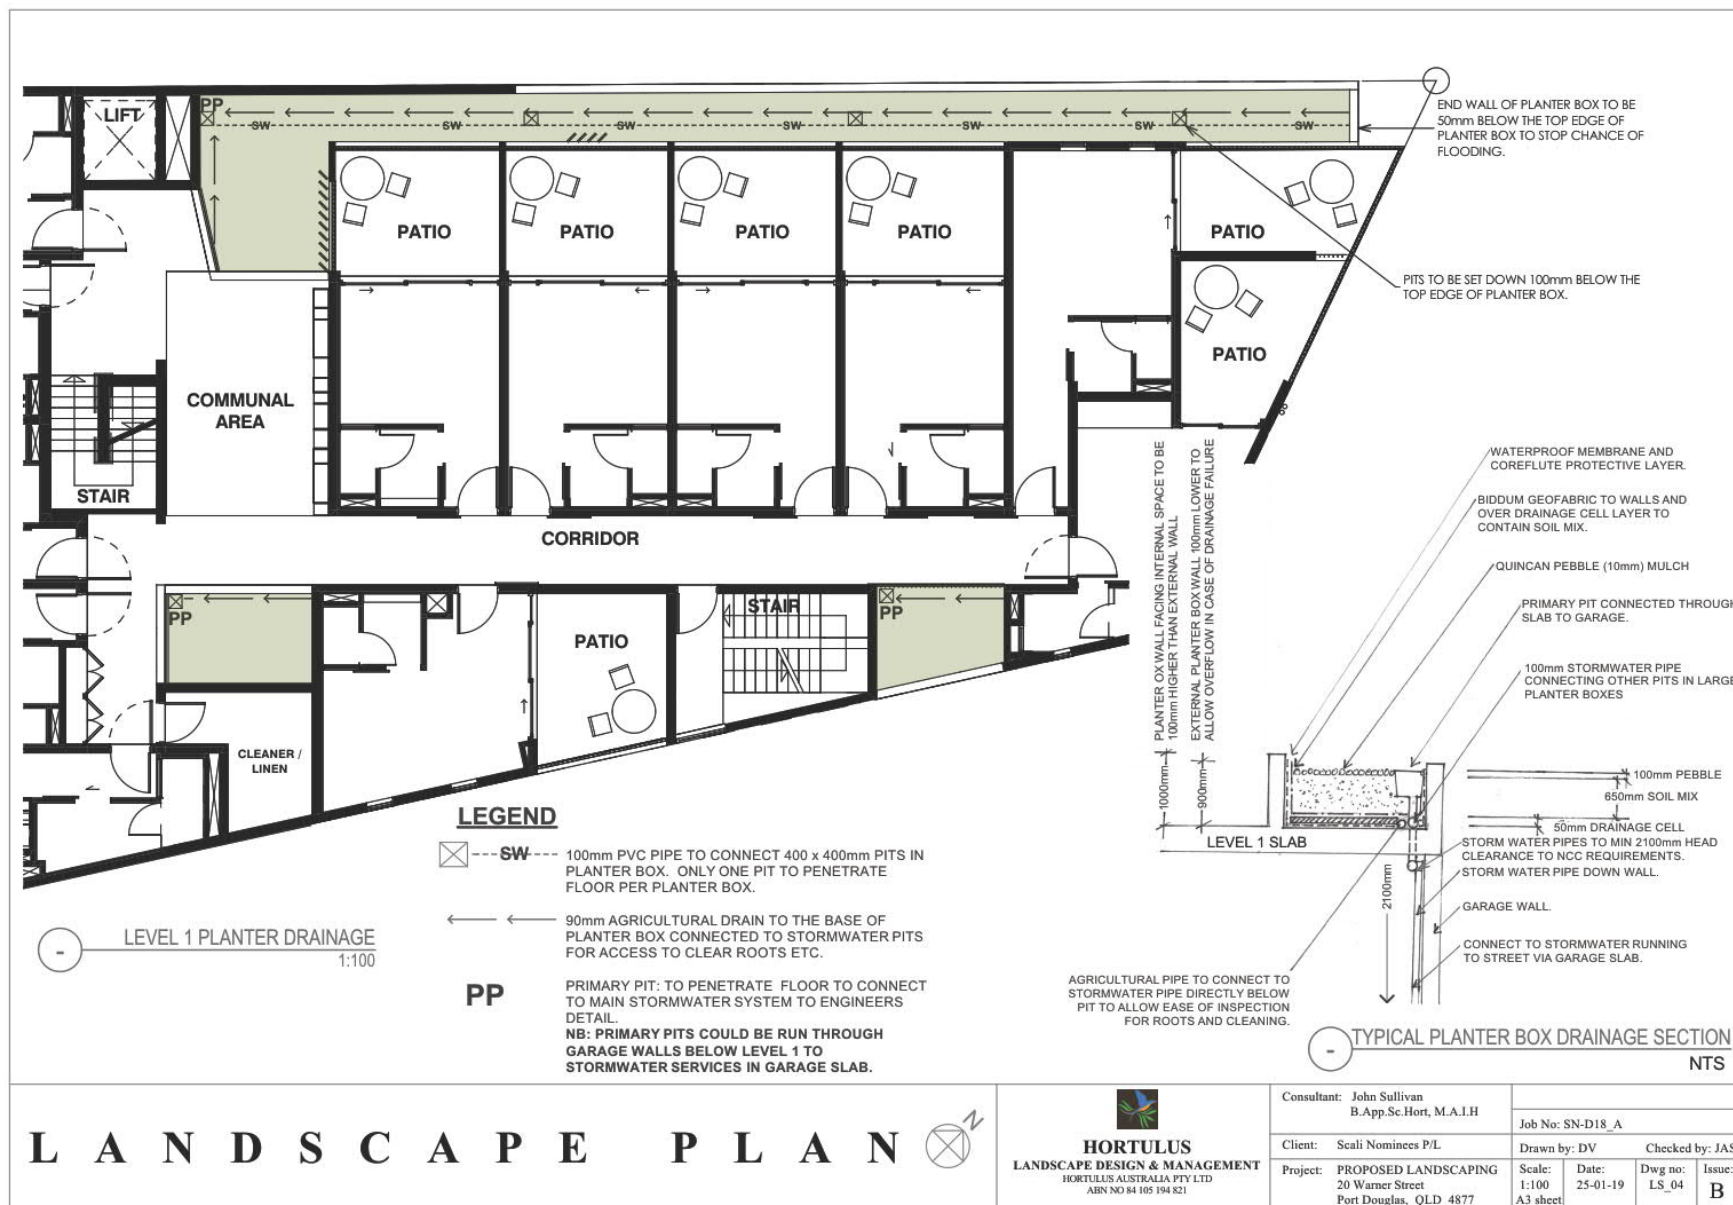 LIFT
PP
SW
SW
SW
SW
SW
SW
SW
END WALL OF PLANTER BOX TO BE
50mm BELOW THE TOP EDGE OF
PLANTER BOX TO STOP CHANCE OF
FLOODING.
PATIO
PATIO
PATIO
PATIO
PATIO
PITS TO BE SET DOWN 100mm BELOW THE
TOP EDGE OF PLANTER BOX.
PATIO
COMMUNAL
AREA
STAIR
CORRIDOR
PP
PATIO
STAIR
PP
CLEANER /
LINEN
PLANTER OX WALL FACING INTERNAL SPACE TO BE
100mm HIGHER THAN EXTERNAL WALL
EXTERNAL PLANTER BOX WALL 100mm LOWER TO
ALLOW OVERFLOW IN CASE OF DRAINAGE FAILURE
WATERPROOF MEMBRANE AND
COREFLUTE PROTECTIVE LAYER.
BIDDUM GEOFABRIC TO WALLS AND
OVER DRAINAGE CELL LAYER TO
CONTAIN SOIL MIX.
QUINCAN PEBBLE (10mm) MULCH
PRIMARY PIT CONNECTED THROUGH
SLAB TO GARAGE.
100mm STORMWATER PIPE
CONNECTING OTHER PITS IN LARGE
PLANTER BOXES
1000mm
900mm
100mm PEBBLE
650mm SOIL MIX
50mm DRAINAGE CELL
LEVEL 1 SLAB
STORM WATER PIPES TO MIN 2100mm HEAD
CLEARANCE TO NCC REQUIREMENTS.
STORM WATER PIPE DOWN WALL.
2100mm
GARAGE WALL.
CONNECT TO STORMWATER RUNNING
TO STREET VIA GARAGE SLAB.
AGRICULTURAL PIPE TO CONNECT TO
STORMWATER PIPE DIRECTLY BELOW
PIT TO ALLOW EASE OF INSPECTION
FOR ROOTS AND CLEANING.
- TYPICAL PLANTER BOX DRAINAGE SECTION
NTS
LEGEND
SW
100mm PVC PIPE TO CONNECT 400 x 400mm PITS IN
PLANTER BOX. ONLY ONE PIT TO PENETRATE
FLOOR PER PLANTER BOX.
90mm AGRICULTURAL DRAIN TO THE BASE OF
PLANTER BOX CONNECTED TO STORMWATER PITS
FOR ACCESS TO CLEAR ROOTS ETC.
PP
PRIMARY PIT: TO PENETRATE FLOOR TO CONNECT
TO MAIN STORMWATER SYSTEM TO ENGINEERS
DETAIL.
NB: PRIMARY PITS COULD BE RUN THROUGH
GARAGE WALLS BELOW LEVEL 1 TO
STORMWATER SERVICES IN GARAGE SLAB.
- LEVEL 1 PLANTER DRAINAGE
1:100
LANDSCAPE PLAN
N
HORTULUS
LANDSCAPE DESIGN & MANAGEMENT
HORTULUS AUSTRALIA PTY LTD
ABN NO 84 105 194 821
Consultant: John Sullivan
B.App.Sc.Hort, M.A.I.H
Client: Scali Nominees P/L
Project: PROPOSED LANDSCAPING
20 Warner Street
Port Douglas, QLD 4877
Job No: SN-D18_A
Drawn by: DV Checked by: JAS
Scale: Date: Dwg no: Issue:
1:100 25-01-19 LS_04 B
A3 sheet